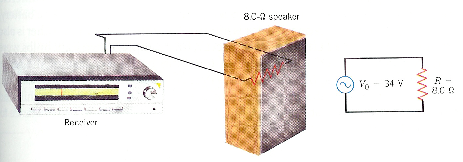 8.0-Ω speaker
Receiver
V₀ = 34 V
R =
8.0 Ω